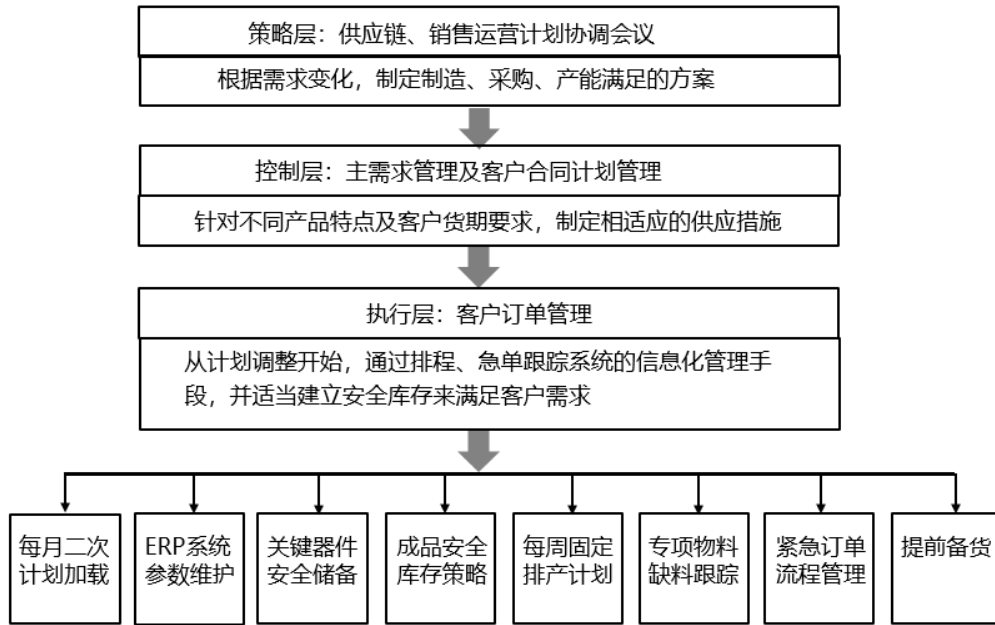 策略层：供应链、销售运营计划协调会议
根据需求变化，制定制造、采购、产能满足的方案
控制层：主需求管理及客户合同计划管理
针对不同产品特点及客户货期要求，制定相适应的供应措施
执行层：客户订单管理
从计划调整开始，通过排程、急单跟踪系统的信息化管理手
段，并适当建立安全库存来满足客户需求
每月二次
计划加载
ERP系统
参数维护
关键器件
安全储备
成品安全
库存策略
每周固定
排产计划
专项物料
缺料跟踪
紧急订单
流程管理
提前备货